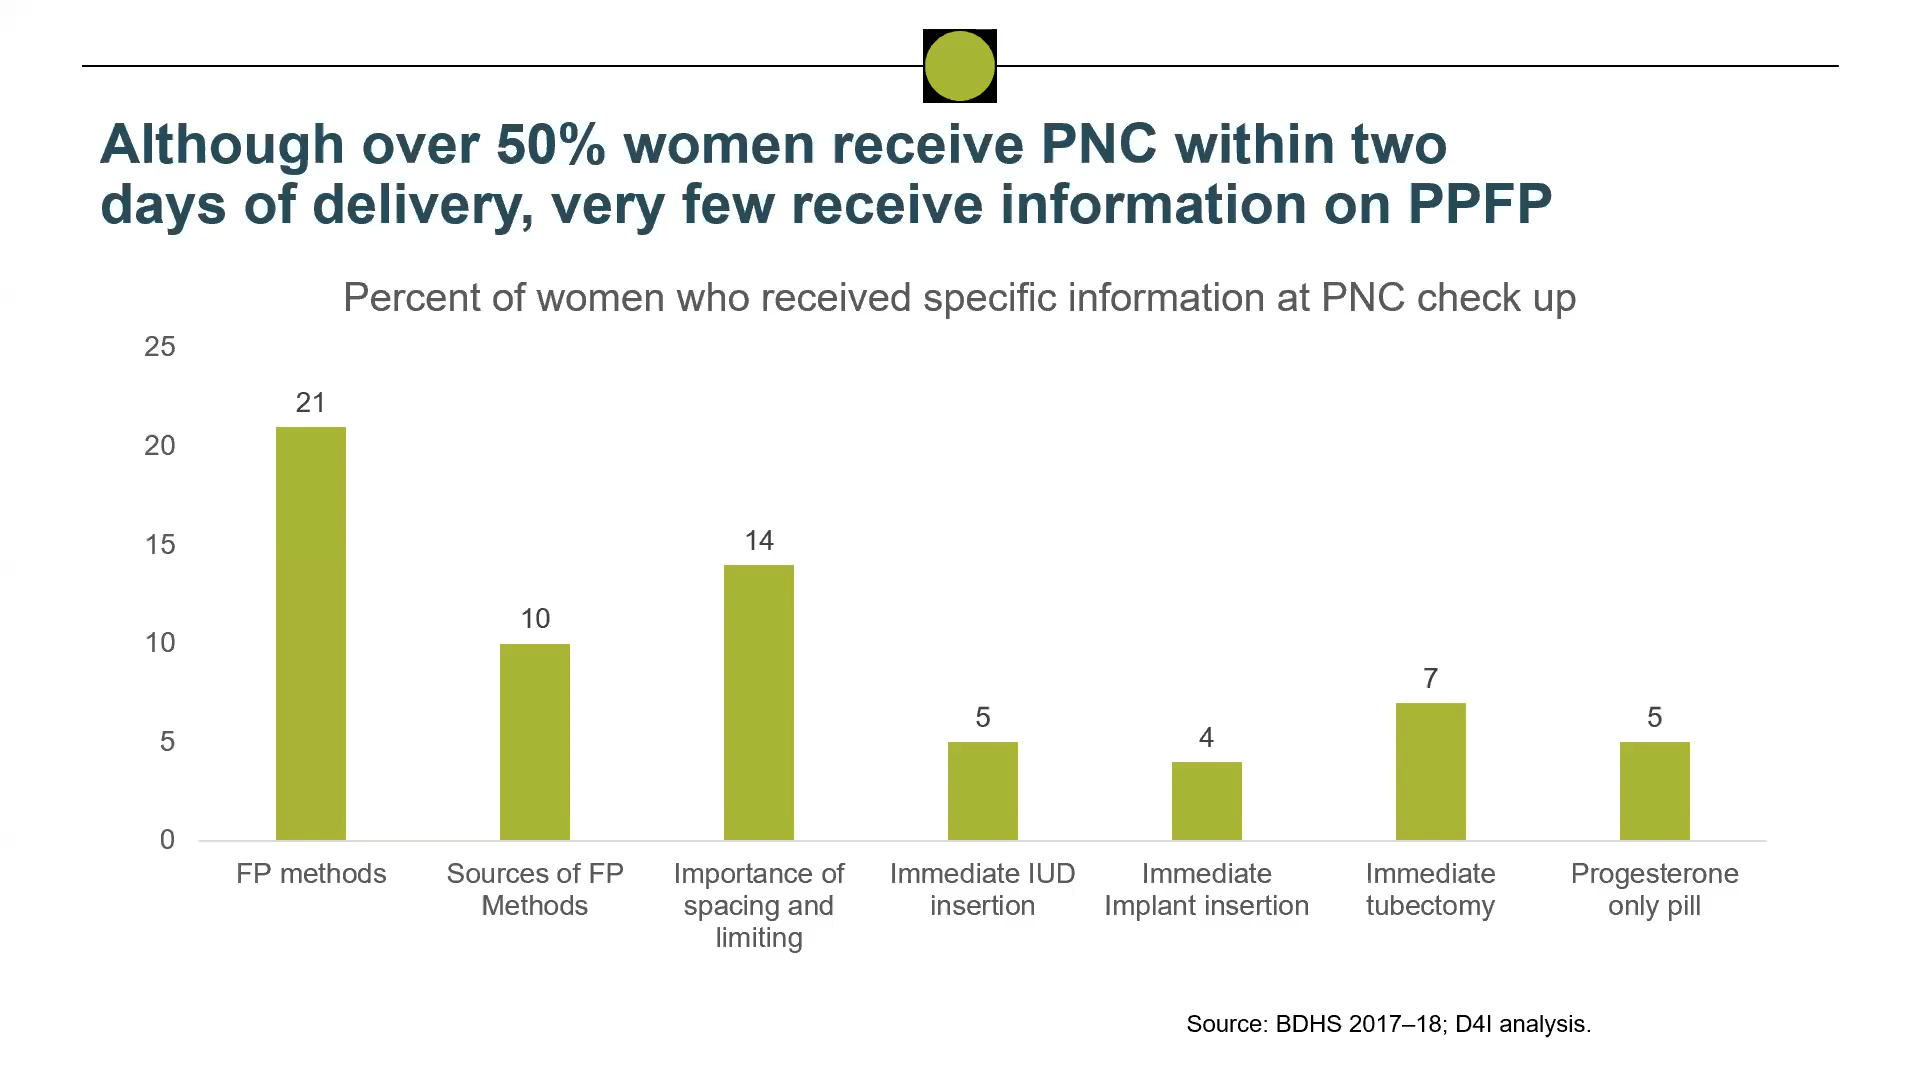 Although over 50% women receive PNC within two
days of delivery, very few receive information on PPFP
Percent of women who received specific information at PNC check up
25
20
15
10
5
0
21
10
14
5
4
7
5
FP methods
Sources of FP
Methods
Importance of
spacing and
limiting
Immediate IUD
insertion
Immediate
Implant insertion
Immediate
tubectomy
Progesterone
only pill
Source: BDHS 2017–18; D4I analysis.